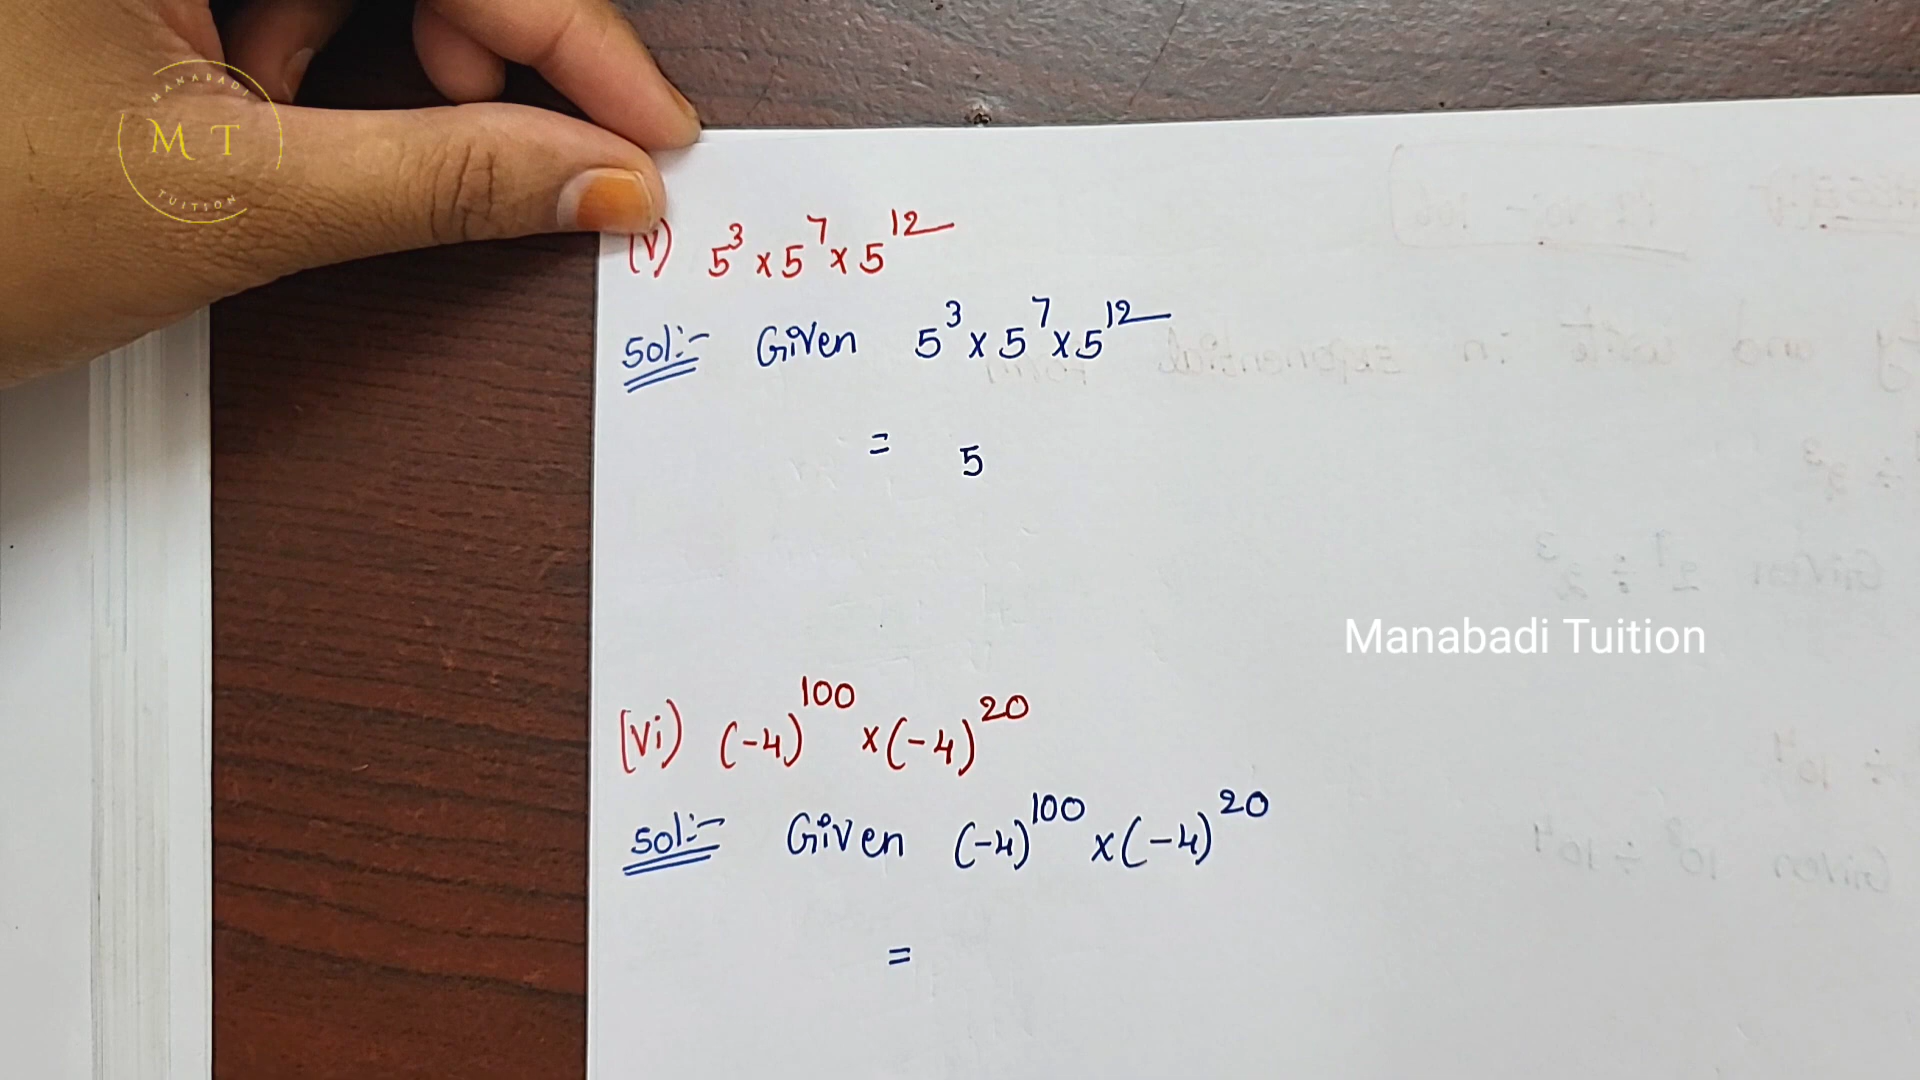 MANABADI
M T
TUITION
(V) 5³ × 5⁷ × 5¹²
Sol:- Given 5³ × 5⁷ × 5¹²
= 5
Manabadi Tuition
(Vi) (-4)¹⁰⁰ × (-4)²⁰
Sol:- Given (-4)¹⁰⁰ × (-4)²⁰
=